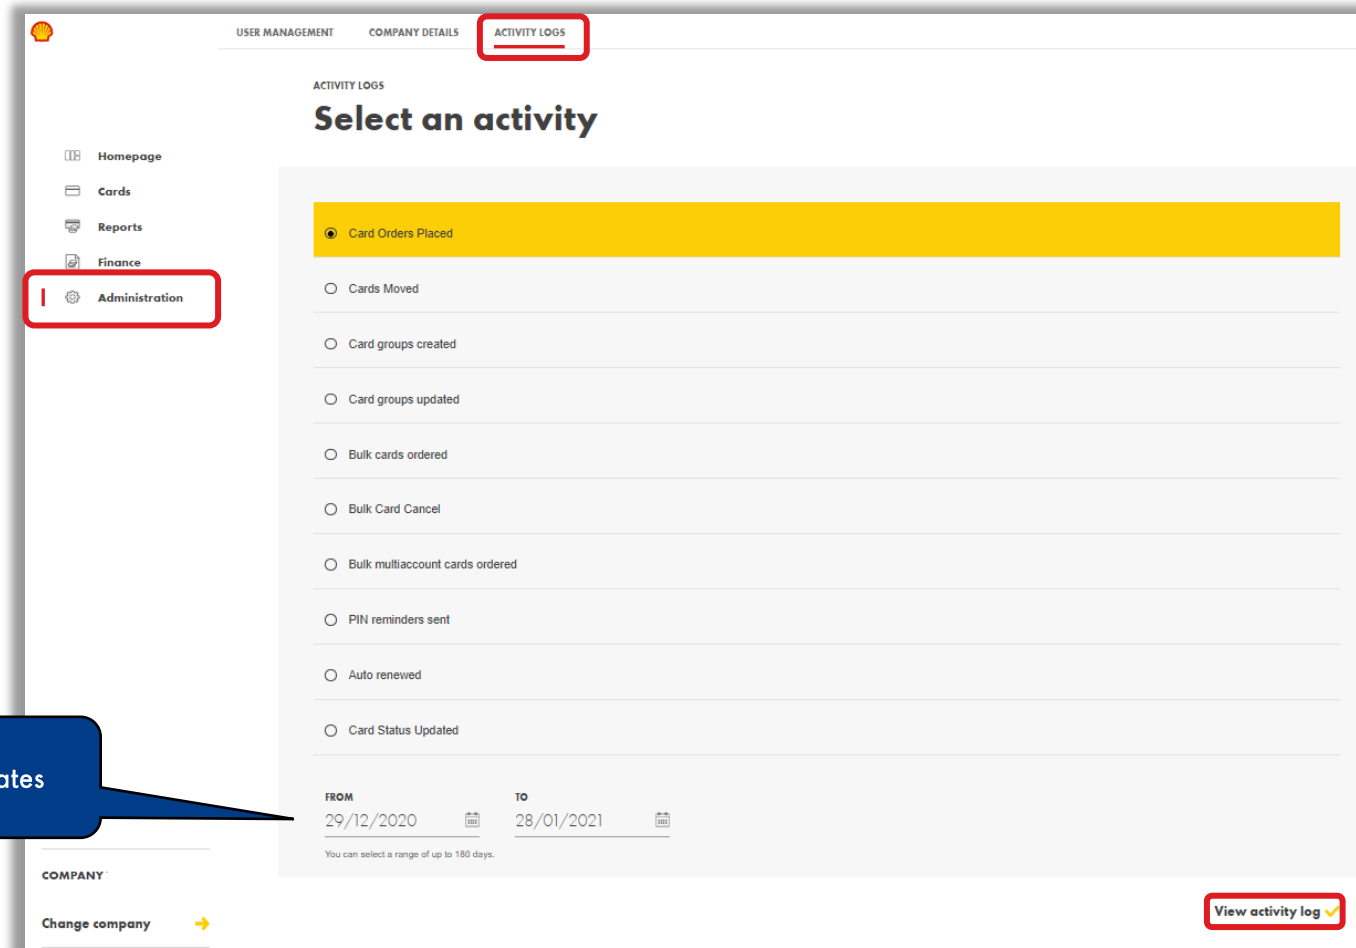 USER MANAGEMENT COMPANY DETAILS ACTIVITY LOGS
ACTIVITY LOGS
Select an activity
Homepage
Cards
Reports
Finance
Administration
Card Orders Placed
Cards Moved
Card groups created
Card groups updated
Bulk cards ordered
Bulk Card Cancel
Bulk multiaccount cards ordered
PIN reminders sent
Auto renewed
Card Status Updated
FROM TO
29/12/2020 28/01/2021
You can select a range of up to 180 days.
COMPANY
Change company
View activity log